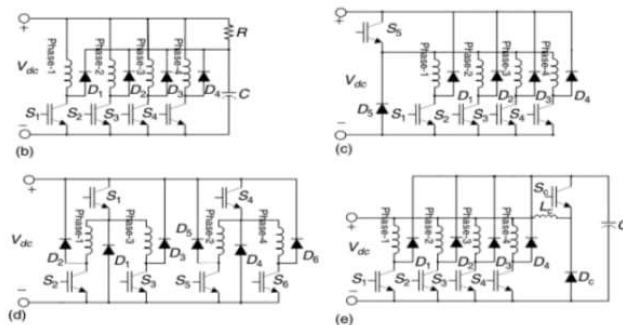 +
R
Phase-1
Phase-2
Phase-3
Phase-4
V_dc
D_1 D_2 D_3 D_4
C
S_1 S_2 S_3 S_4
−
(b)
+
S_5
Phase-1
Phase-2
Phase-3
Phase-4
V_dc
D_1 D_2 D_3 D_4
D_5
S_1 S_2 S_3 S_4
−
(c)
+
S_1 S_4
Phase-1
Phase-3
Phase-2
Phase-4
V_dc
D_2 D_1 D_3 D_5 D_4 D_6
S_2 S_3 S_5 S_6
−
(d)
S_c
+
L_c
Phase-1
Phase-2
Phase-3
Phase-4
C
V_dc
D_1 D_2 D_3 D_4
D_c
S_1 S_2 S_3 S_4
−
(e)